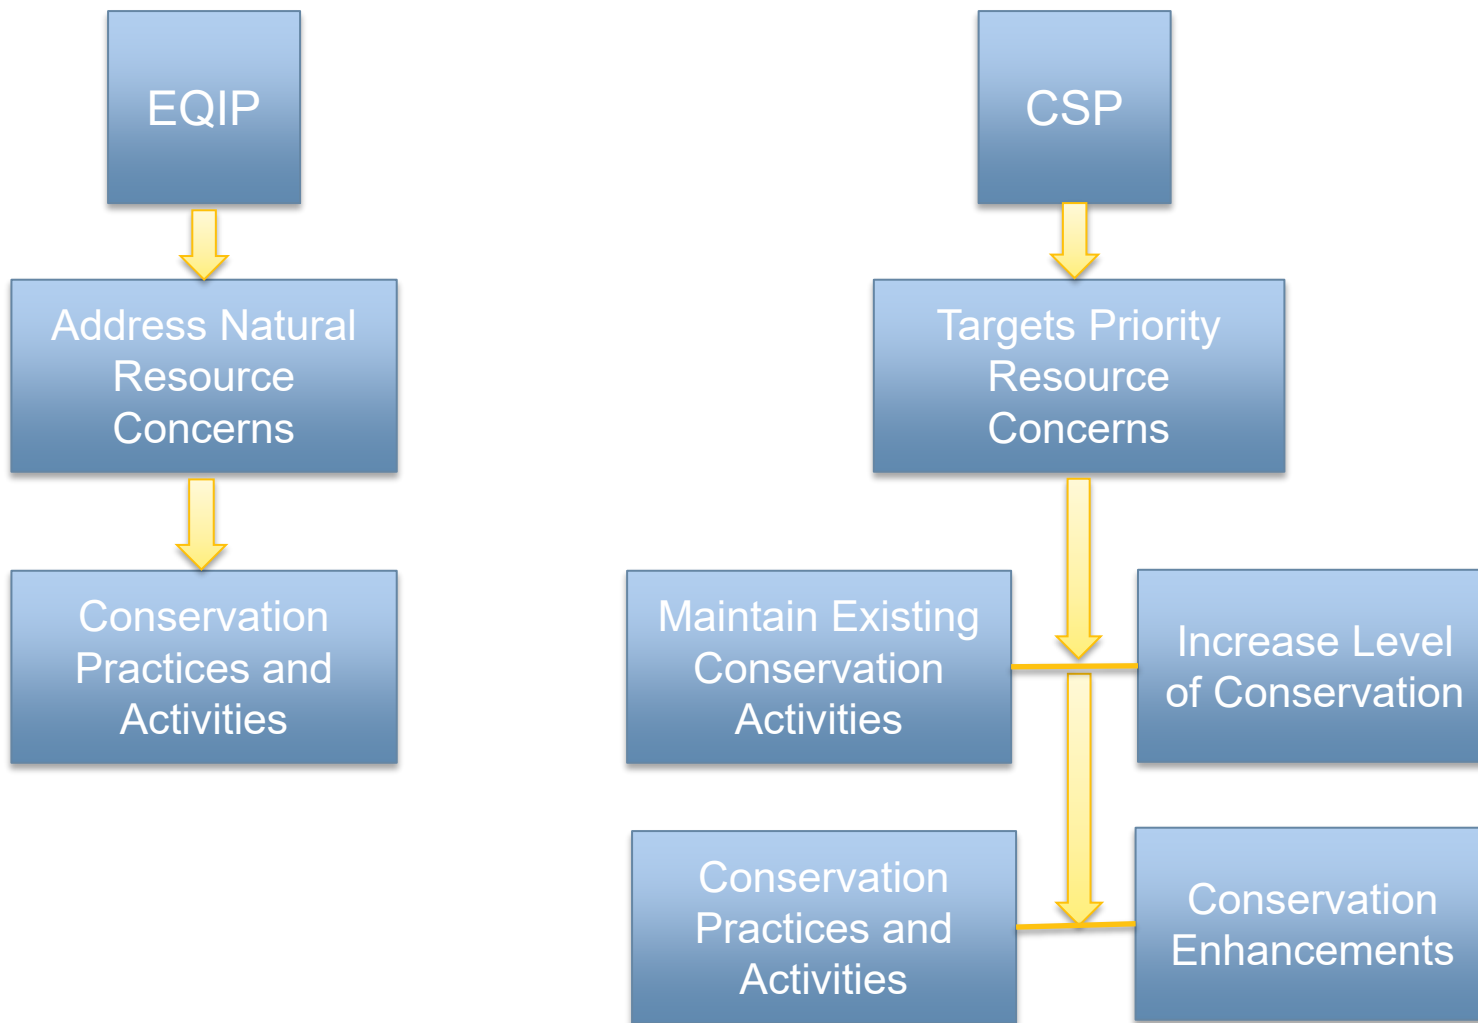 EQIP
Address Natural
Resource
Concerns
Conservation
Practices and
Activities
CSP
Targets Priority
Resource
Concerns
Maintain Existing
Conservation
Activities
Increase Level
of Conservation
Conservation
Practices and
Activities
Conservation
Enhancements